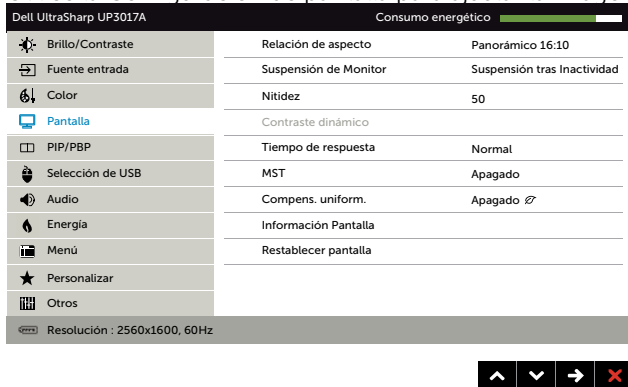 Dell UltraSharp UP3017A Consumo energético
Brillo/Contraste
Fuente entrada
Color
Pantalla
PIP/PBP
Selección de USB
Audio
Energía
Menú
Personalizar
Otros
Relación de aspecto Panorámico 16:10
Suspensión de Monitor Suspensión tras Inactividad
Nitidez 50
Contraste dinámico
Tiempo de respuesta Normal
MST Apagado
Compens. uniform. Apagado
Información Pantalla
Restablecer pantalla
Resolución : 2560x1600, 60Hz